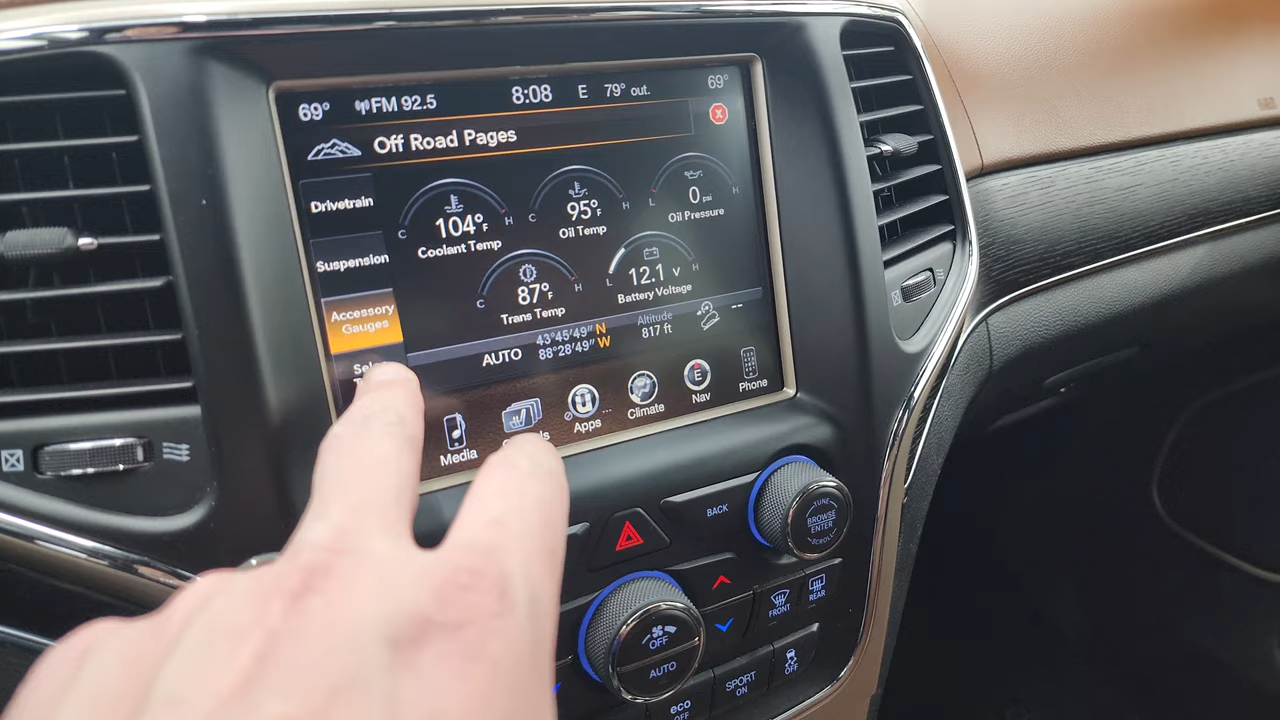 69° FM 92.5 8:08 E 79° out. 69°
X
Off Road Pages
Drivetrain
Suspension
Accessory
Gauges
C 104°F H
Coolant Temp
C 95°F H
Oil Temp
L 0 psi H
Oil Pressure
C 87°F H
Trans Temp
L 12.1 V H
Battery Voltage
AUTO
43°45'49" N
88°28'49" W
Altitude
817 ft
--
Media
Apps
...
Climate
E
Nav
Phone
BACK
TUNE
BROWSE
ENTER
SCROLL
FRONT
REAR
OFF
AUTO
SPORT
ON
OFF
eco
OFF